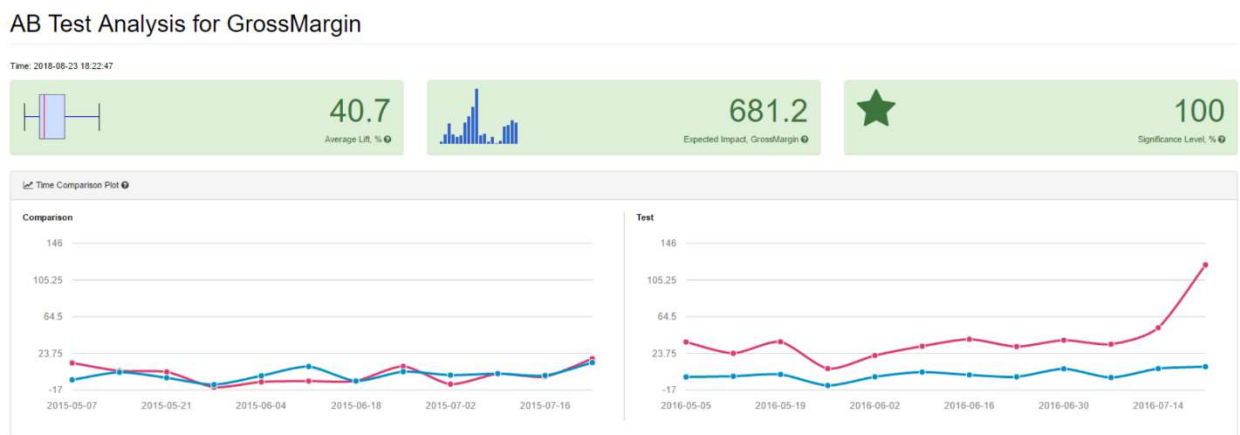 AB Test Analysis for GrossMargin
Time: 2018-08-23 18:22:47
40.7
Average Lift, %
681.2
Expected Impact, GrossMargin
100
Significance Level, %
Time Comparison Plot
Comparison
146
105.25
64.5
23.75
-17
2015-05-07 2015-05-21 2015-06-04 2015-06-18 2015-07-02 2015-07-16
Test
146
105.25
64.5
23.75
-17
2016-05-05 2016-05-19 2016-06-02 2016-06-16 2016-06-30 2016-07-14